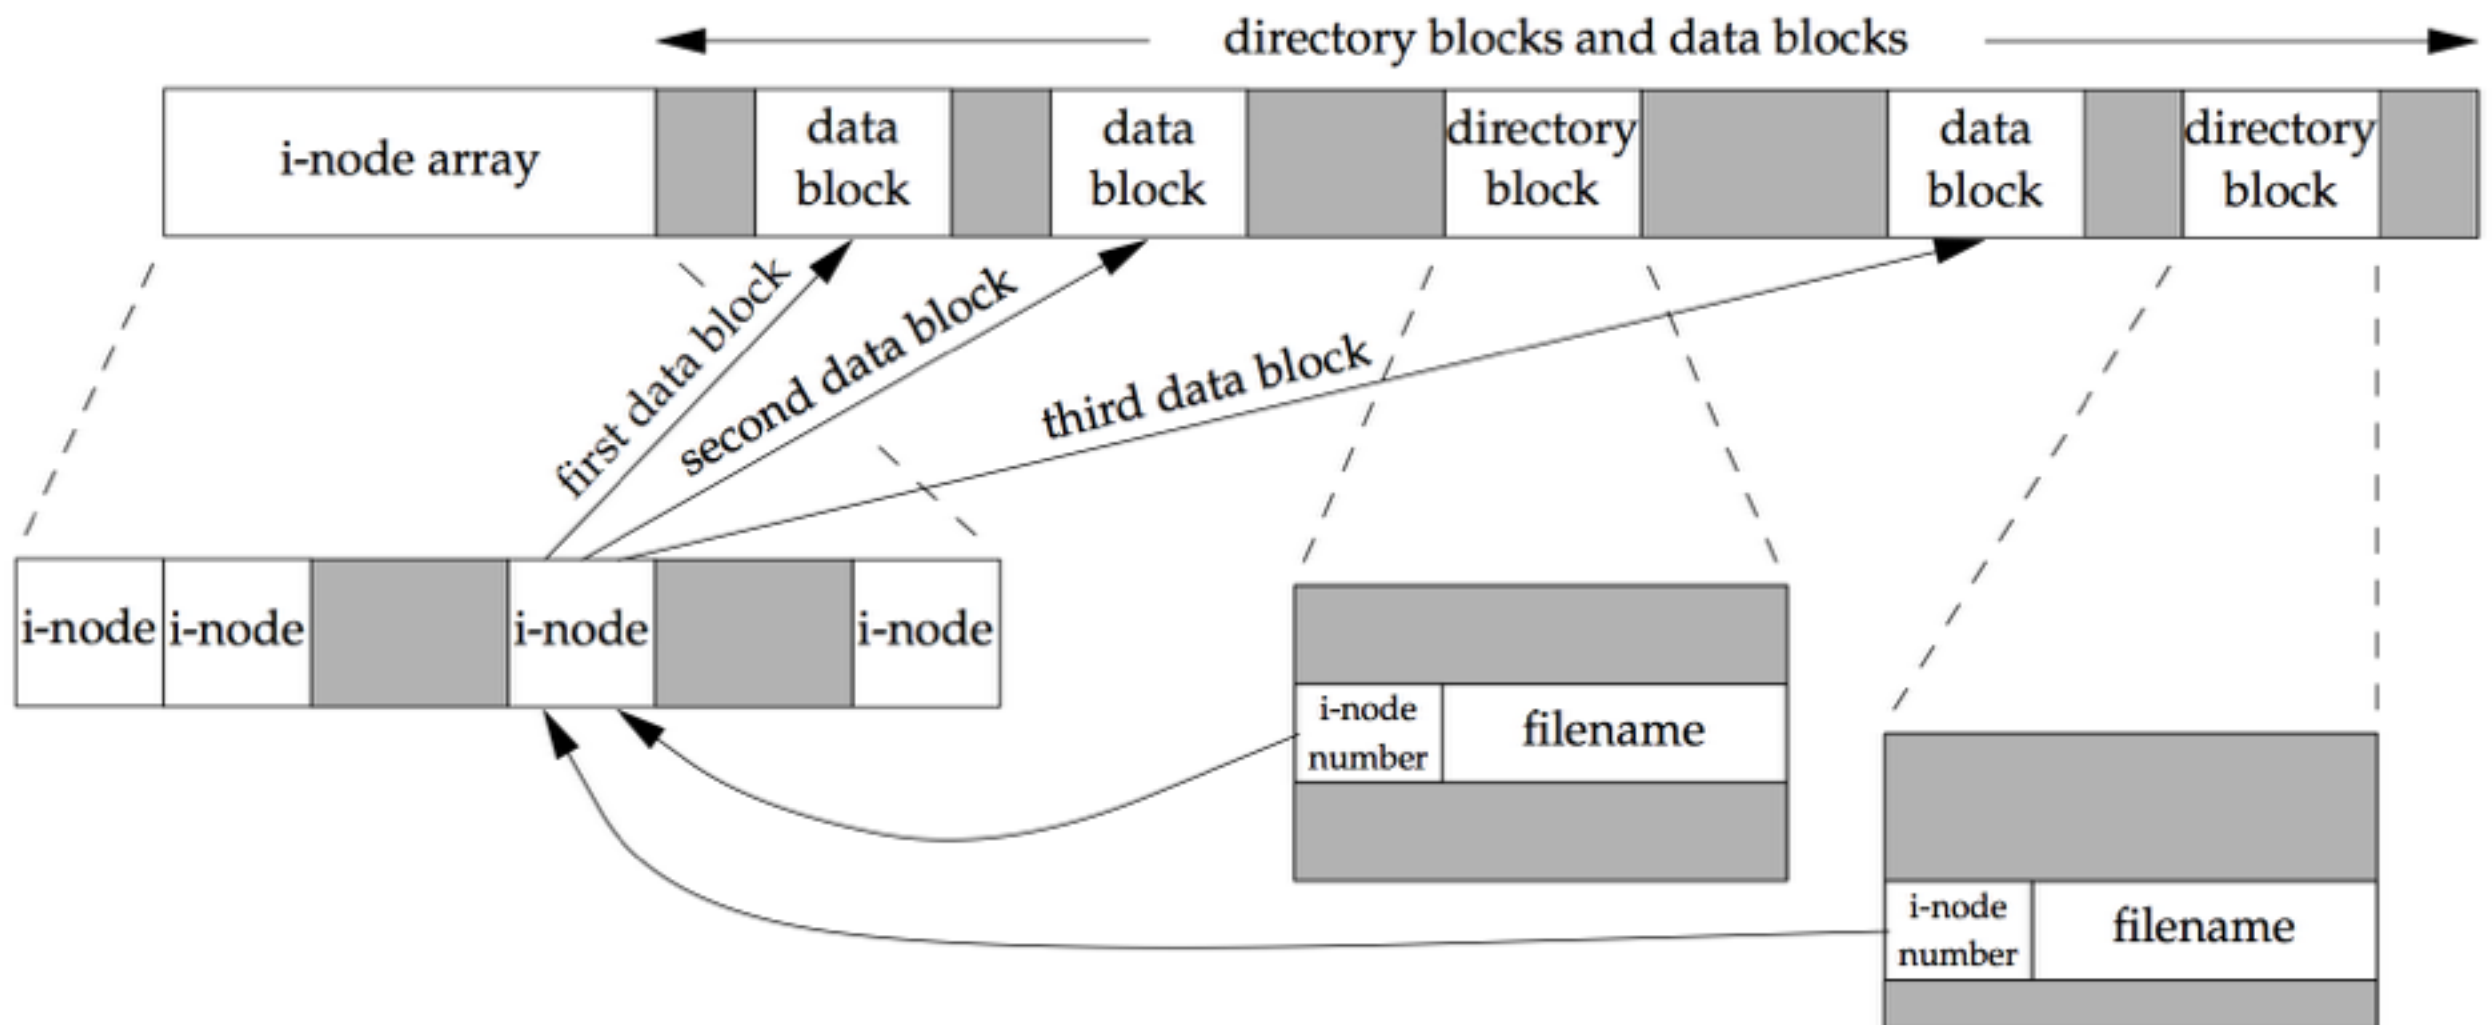 directory blocks and data blocks
i-node array
data
block
data
block
directory
block
data
block
directory
block
first data block
second data block
third data block
i-node
i-node
i-node
i-node
i-node
number
filename
i-node
number
filename